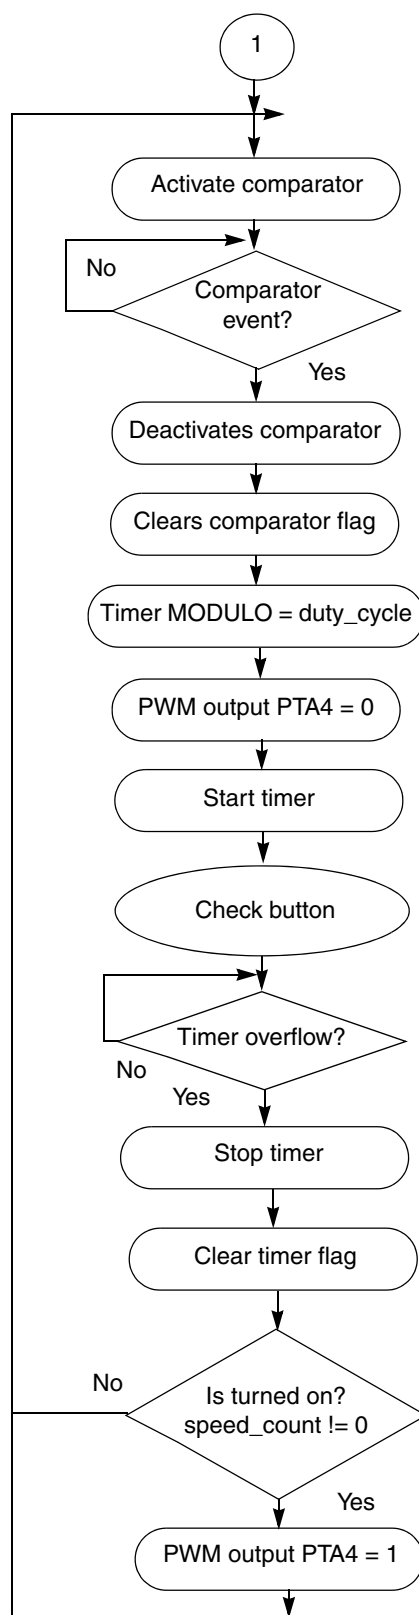 1
Activate comparator
No
Comparator
event?
Yes
Deactivates comparator
Clears comparator flag
Timer MODULO = duty_cycle
PWM output PTA4 = 0
Start timer
Check button
Timer overflow?
No
Yes
Stop timer
Clear timer flag
No
Is turned on?
speed_count != 0
Yes
PWM output PTA4 = 1